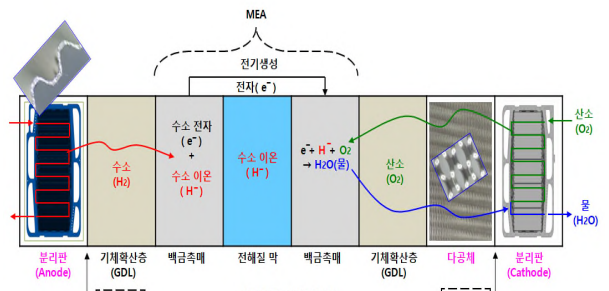 MEA
전기생성
전자( e⁻)
수소 전자
( e⁻)
+
수소 이온
( H⁻)
수소
(H₂)
수소 이온
( H⁻)
e⁻+ H⁻ + O₂
→ H₂O(물)
산소
(O₂)
산소
(O₂)
물
(H₂O)
분리판
(Anode)
기체확산층
(GDL)
백금촉매
전해질 막
백금촉매
기체확산층
(GDL)
다공체
분리판
(Cathode)